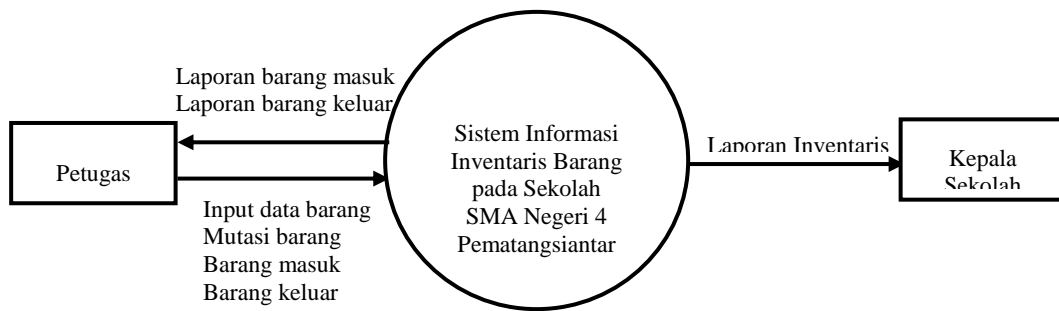 Laporan barang masuk
Laporan barang keluar
Petugas
Input data barang
Mutasi barang
Barang masuk
Barang keluar
Sistem Informasi
Inventaris Barang
pada Sekolah
SMA Negeri 4
Pematangsiantar
Laporan Inventaris
Kepala
Sekolah